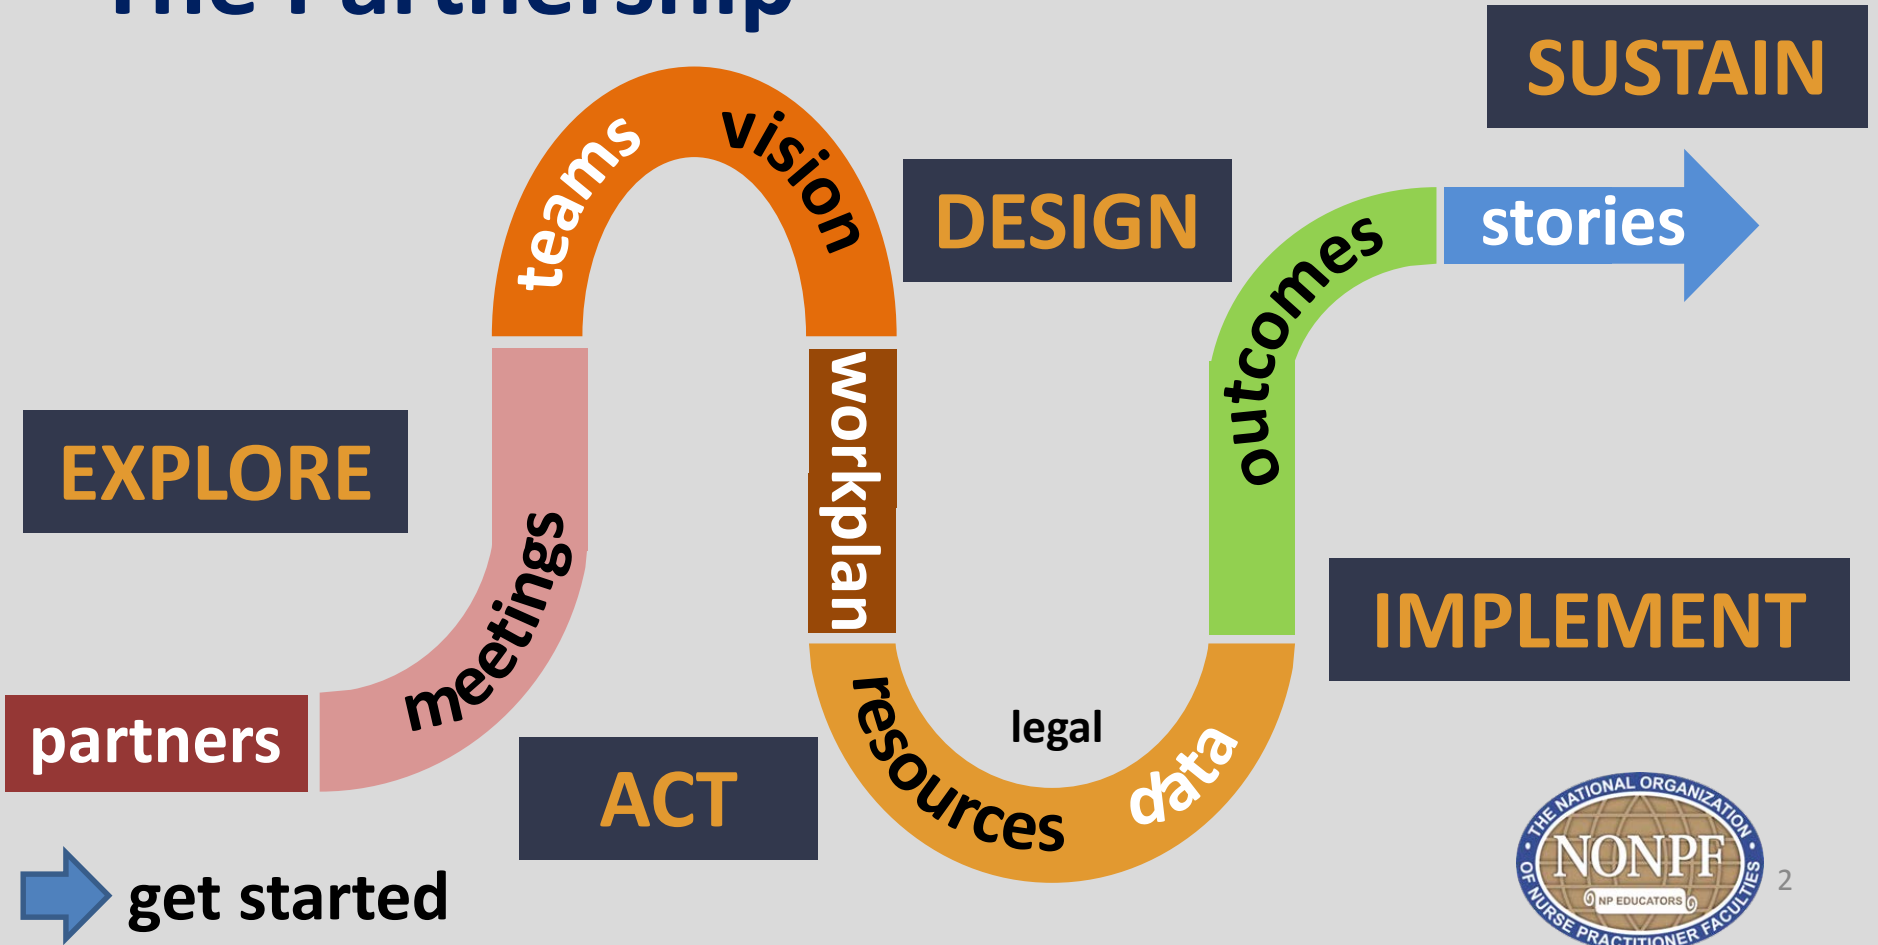 The Partnership
SUSTAIN
teams
vision
DESIGN
stories
outcomes
workplan
EXPLORE
meetings
IMPLEMENT
partners
legal
resources
data
ACT
get started
THE NATIONAL ORGANIZATION
NONPF
NP EDUCATORS
OF NURSE PRACTITIONER FACULTIES
2